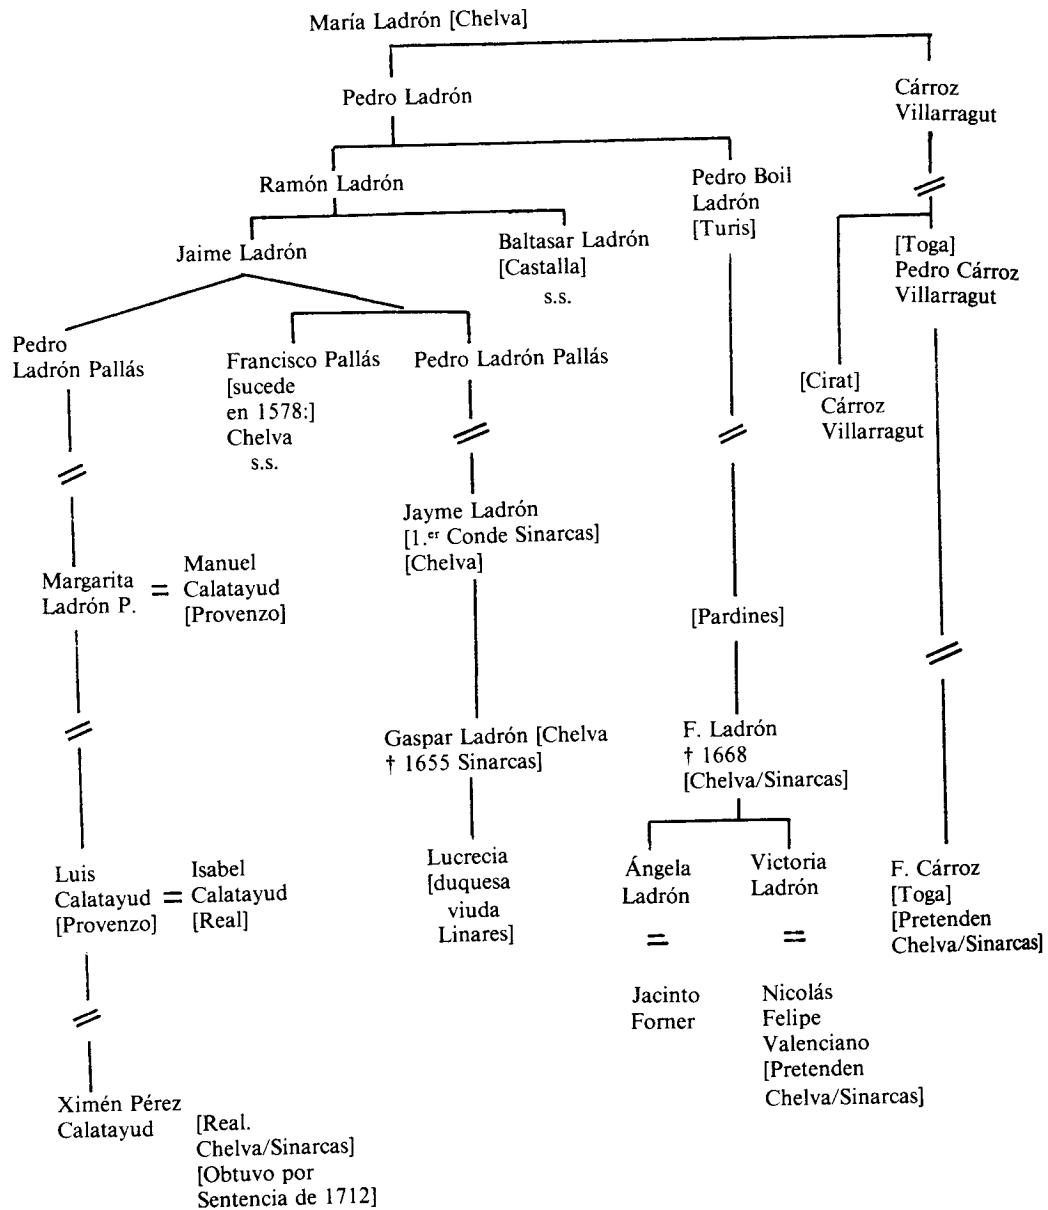 María Ladrón [Chelva]
Pedro Ladrón
Cárroz
Villarragut
Ramón Ladrón
Pedro Boil
Ladrón
[Turis]
Jaime Ladrón
Baltasar Ladrón
[Castalla]
s.s.
[Toga]
Pedro Cárroz
Villarragut
Pedro
Ladrón Pallás
Francisco Pallás
[sucede
en 1578:]
Chelva
s.s.
Pedro Ladrón Pallás
[Cirat]
Cárroz
Villarragut
Jayme Ladrón
[1.er Conde Sinarcas]
[Chelva]
Margarita
Ladrón P.
=
Manuel
Calatayud
[Provenzo]
[Pardines]
Gaspar Ladrón [Chelva
† 1655 Sinarcas]
F. Ladrón
† 1668
[Chelva/Sinarcas]
Luis
Calatayud
[Provenzo]
=
Isabel
Calatayud
[Real]
Lucrecia
[duquesa
viuda
Linares]
Ángela
Ladrón
=
Jacinto
Forner
Victoria
Ladrón
=
Nicolás
Felipe
Valenciano
[Pretenden
Chelva/Sinarcas]
F. Cárroz
[Toga]
[Pretenden
Chelva/Sinarcas]
Ximén Pérez
Calatayud
[Real.
Chelva/Sinarcas]
[Obtuvo por
Sentencia de 1712]